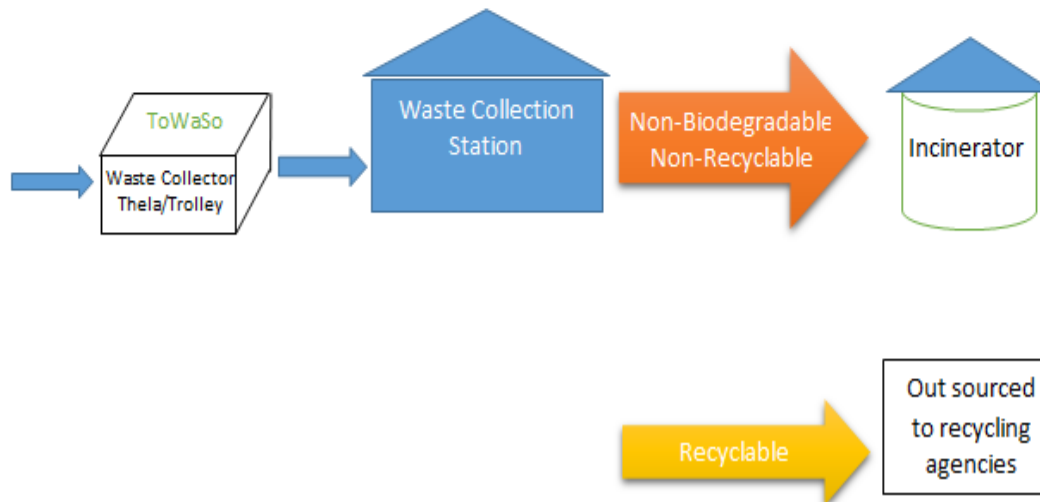 ToWaSo
Waste Collector
Thela/Trolley
Waste Collection
Station
Non-Biodegradable
Non-Recyclable
Incinerator
Recyclable
Out sourced
to recycling
agencies